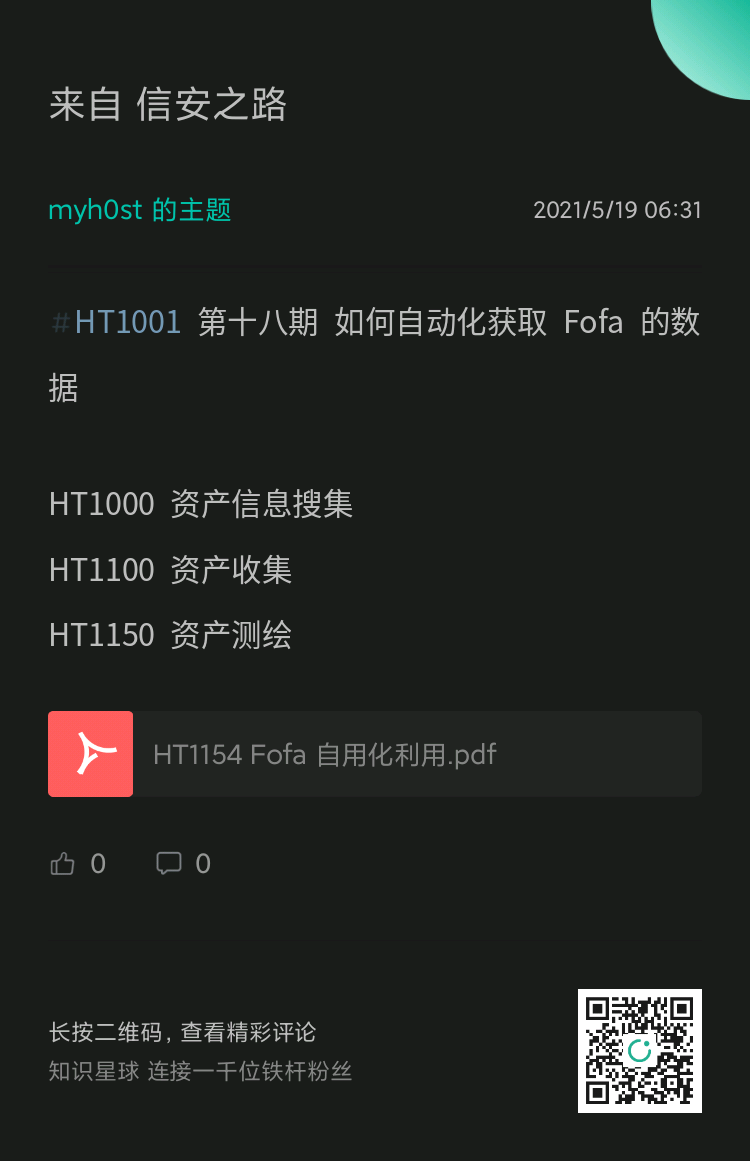 来自 信安之路
myh0st 的主题
2021/5/19 06:31
#HT1001 第十八期 如何自动化获取 Fofa 的数
据
HT1000 资产信息搜集
HT1100 资产收集
HT1150 资产测绘
HT1154 Fofa 自用化利用.pdf
0 0
长按二维码, 查看精彩评论
知识星球 连接一千位铁杆粉丝